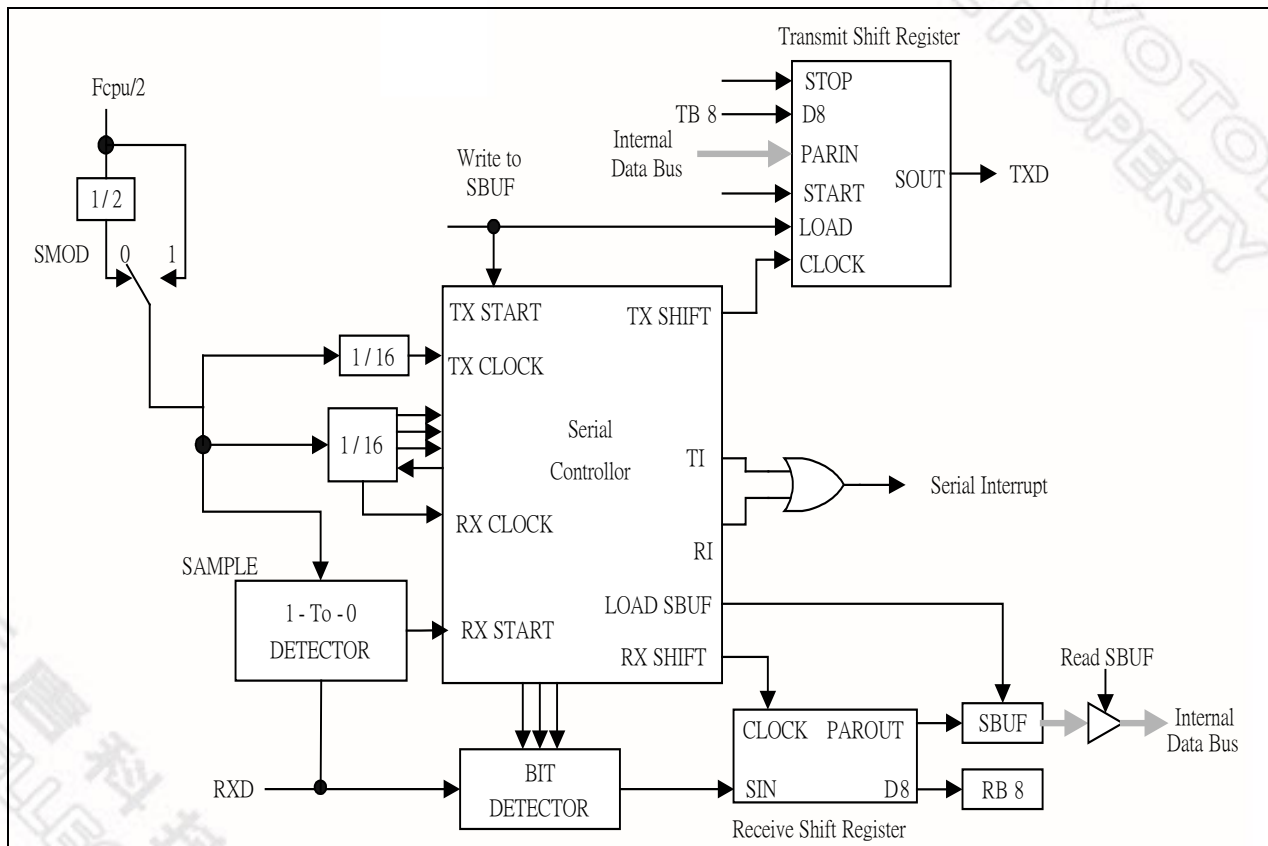 Transmit Shift Register
Fcpu/2
STOP
TB 8
D8
Internal
Data Bus
PARIN
SOUT
TXD
START
Write to
SBUF
LOAD
CLOCK
1 / 2
SMOD
0
1
TX START
TX SHIFT
1 / 16
TX CLOCK
1 / 16
Serial
Controllor
TI
Serial Interrupt
RX CLOCK
RI
SAMPLE
1 - To - 0
DETECTOR
RX START
LOAD SBUF
RX SHIFT
Read SBUF
CLOCK
PAROUT
SBUF
Internal
Data Bus
RXD
BIT
DETECTOR
SIN
D8
RB 8
Receive Shift Register
PROPERTY